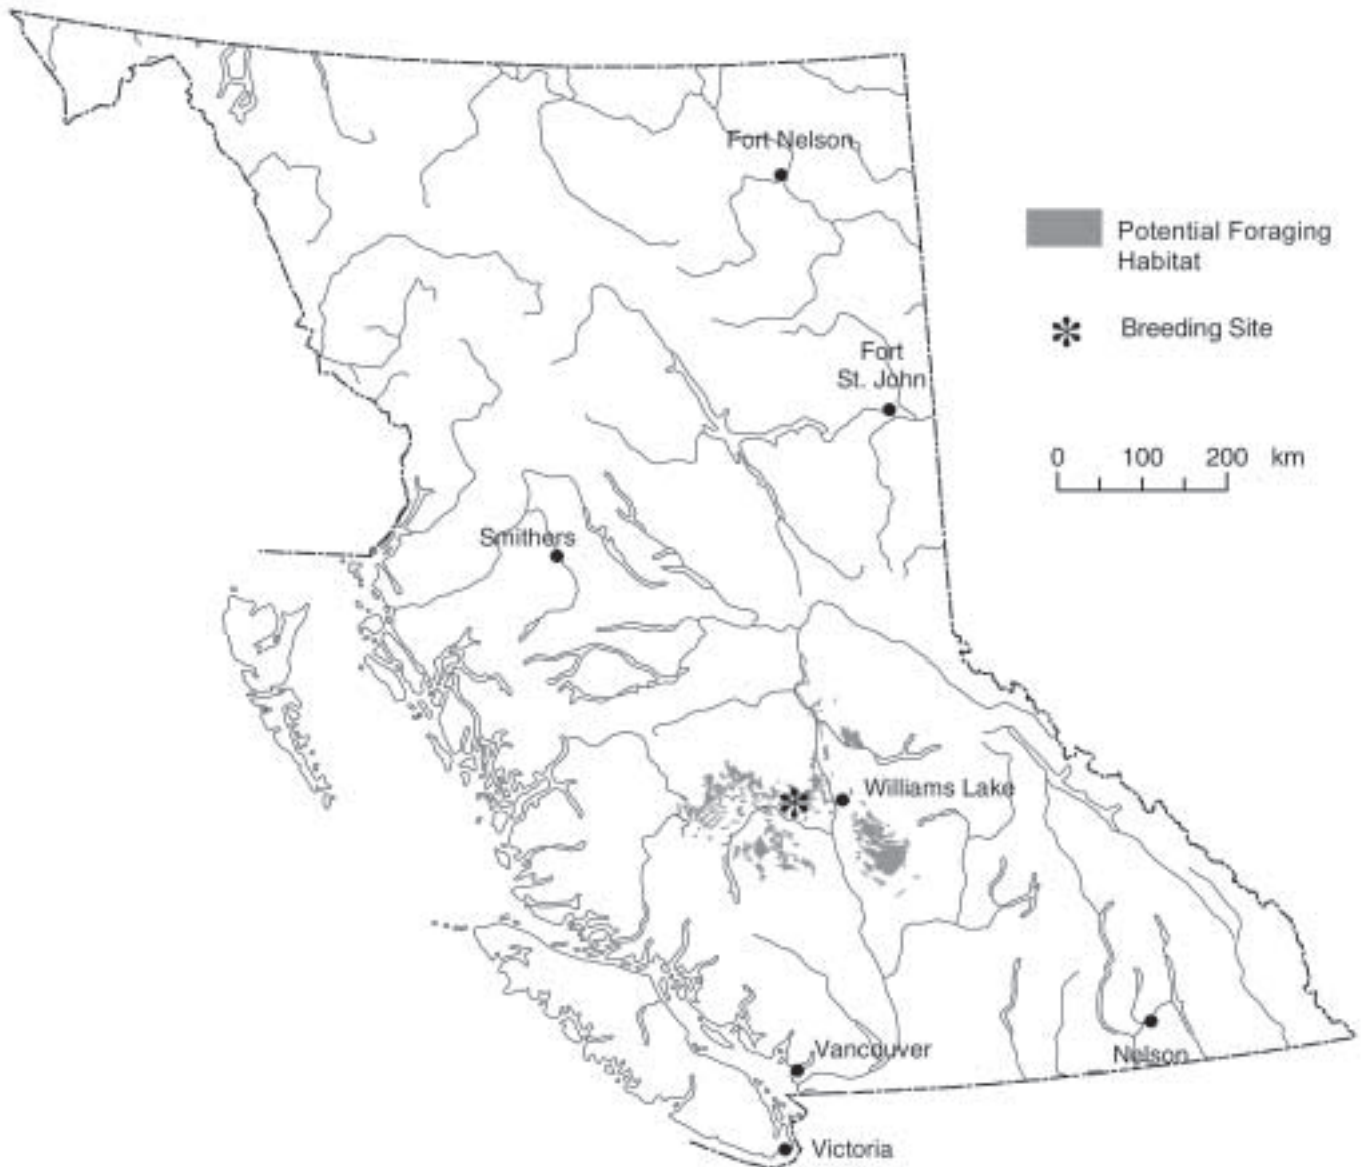 Fort Nelson
Potential Foraging
Habitat
Breeding Site
Fort
St. John
0 100 200 km
Smithers
Williams Lake
Vancouver
Nelson
Victoria